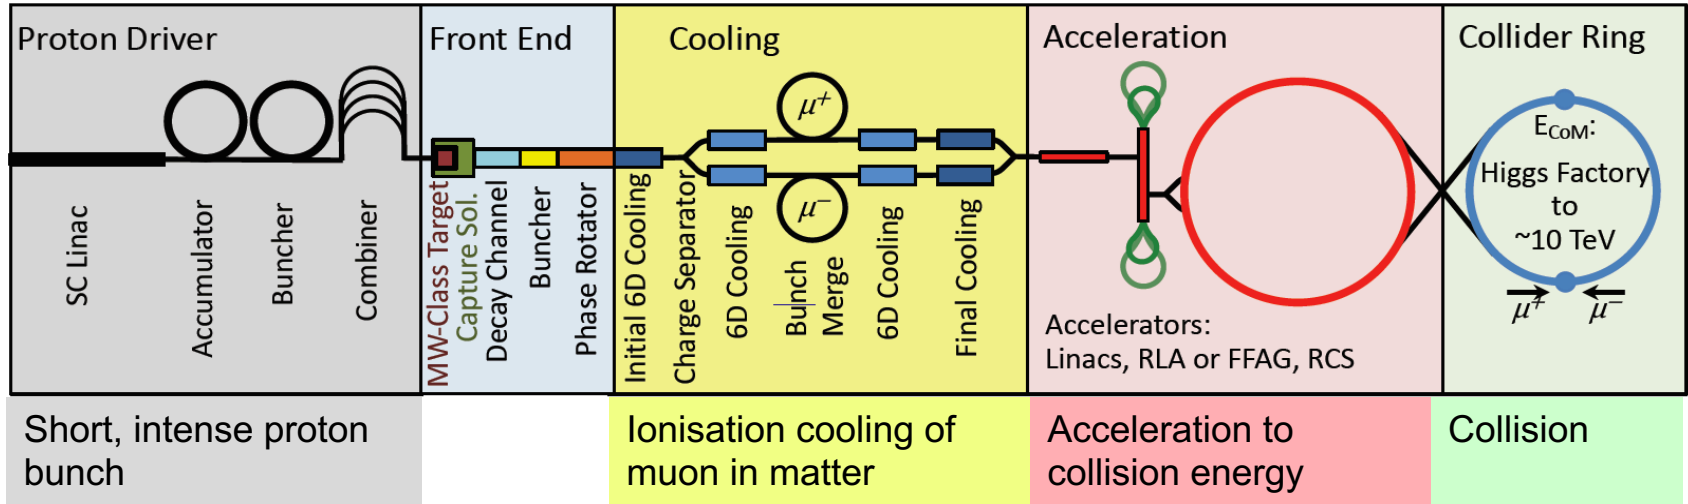 Proton Driver
SC Linac
Accumulator
Buncher
Combiner
Front End
MW-Class Target
Capture Sol.
Decay Channel
Buncher
Phase Rotator
Cooling
μ+
μ−
Initial 6D Cooling
Charge Separator
6D Cooling
Bunch
Merge
6D Cooling
Final Cooling
Acceleration
Accelerators:
Linacs, RLA or FFAG, RCS
Collider Ring
ECoM:
Higgs Factory
to
~10 TeV
μ+ μ−
Short, intense proton
bunch
Ionisation cooling of
muon in matter
Acceleration to
collision energy
Collision